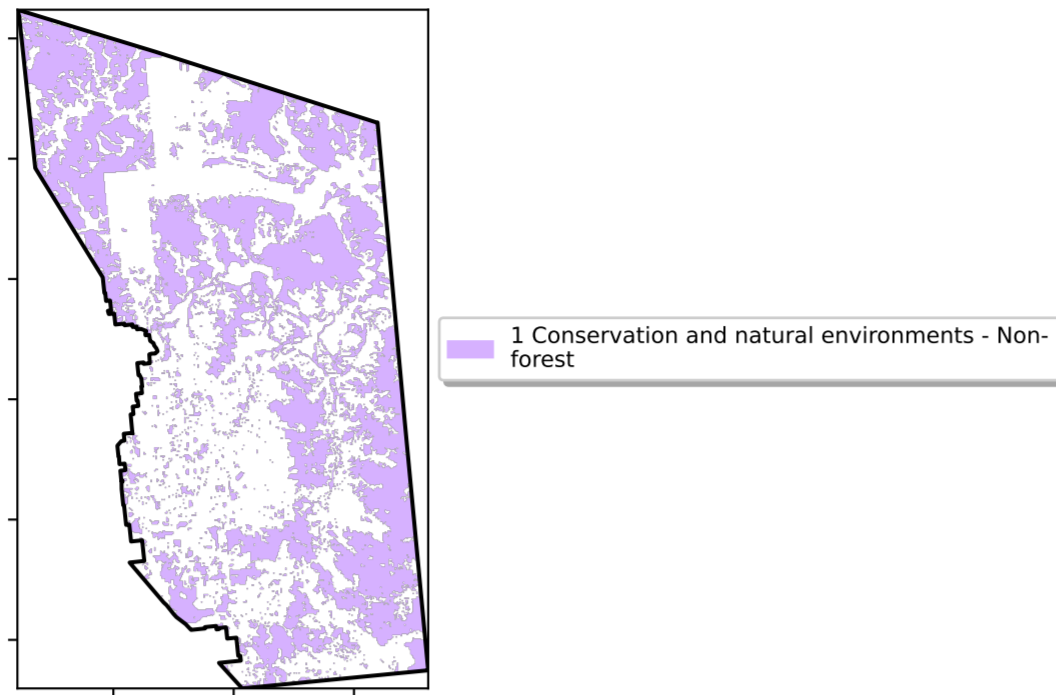 1 Conservation and natural environments - Non-
forest